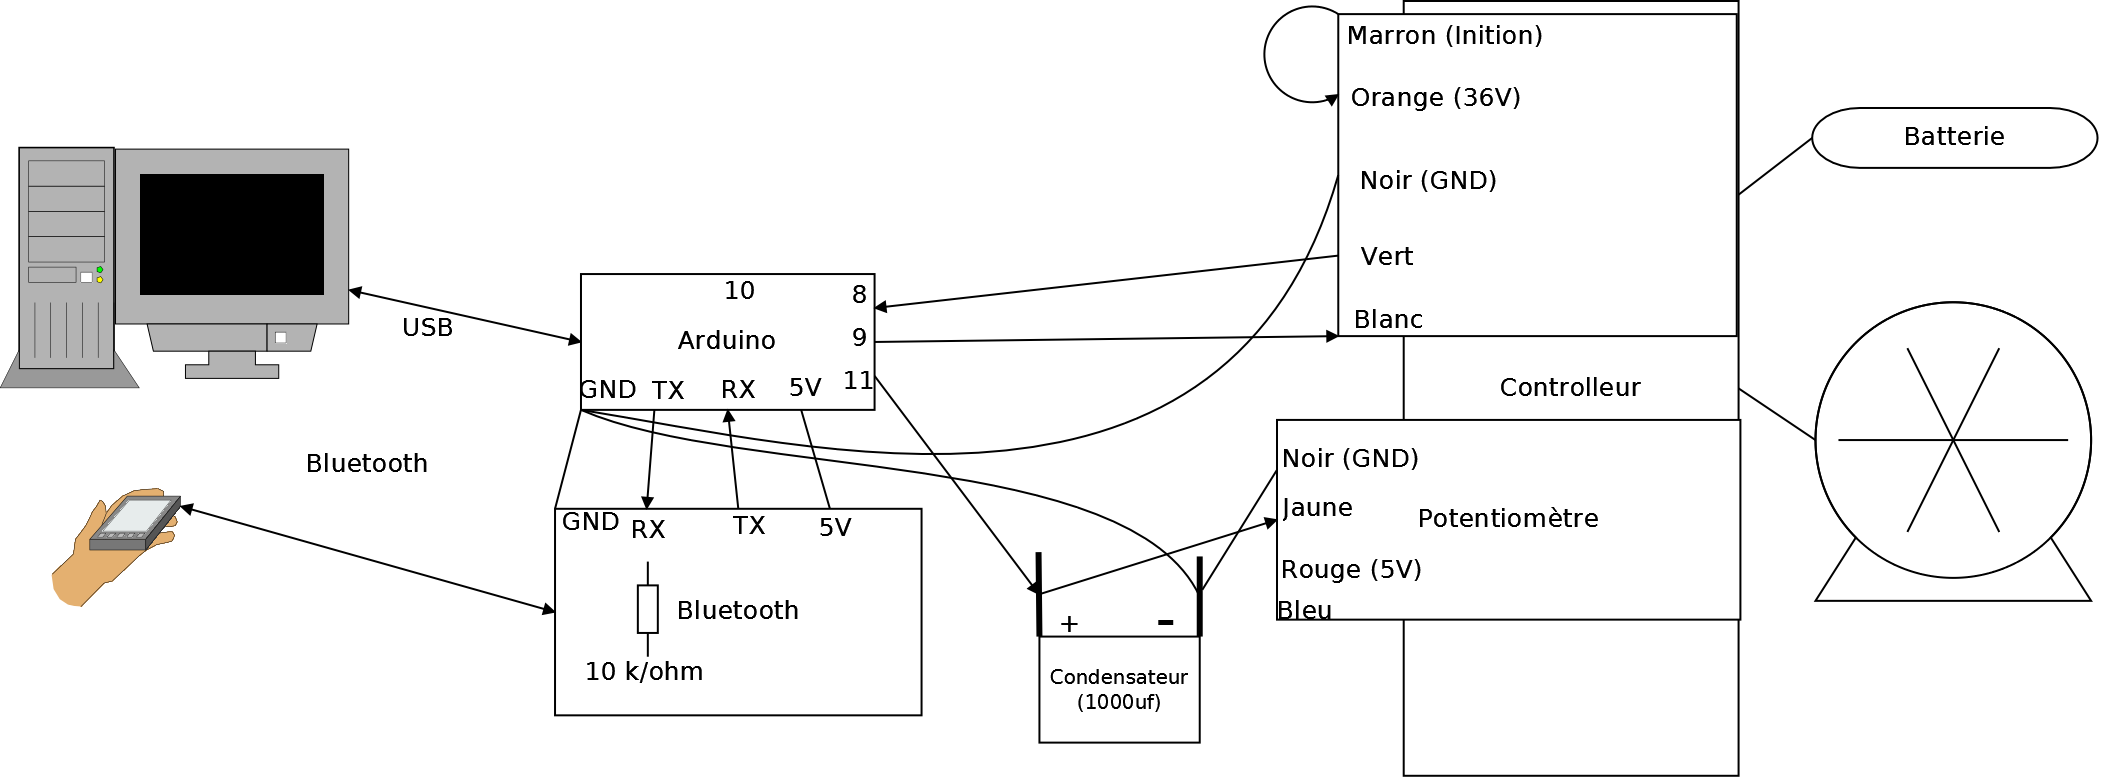 Marron (Inition)
Orange (36V)
Noir (GND)
Vert
Blanc
Batterie
USB
10
8
Arduino
9
11
GND TX RX 5V
Controlleur
Bluetooth
GND RX TX 5V
Bluetooth
10 k/ohm
+ -
Condensateur
(1000uf)
Noir (GND)
Jaune
Potentiomètre
Rouge (5V)
Bleu